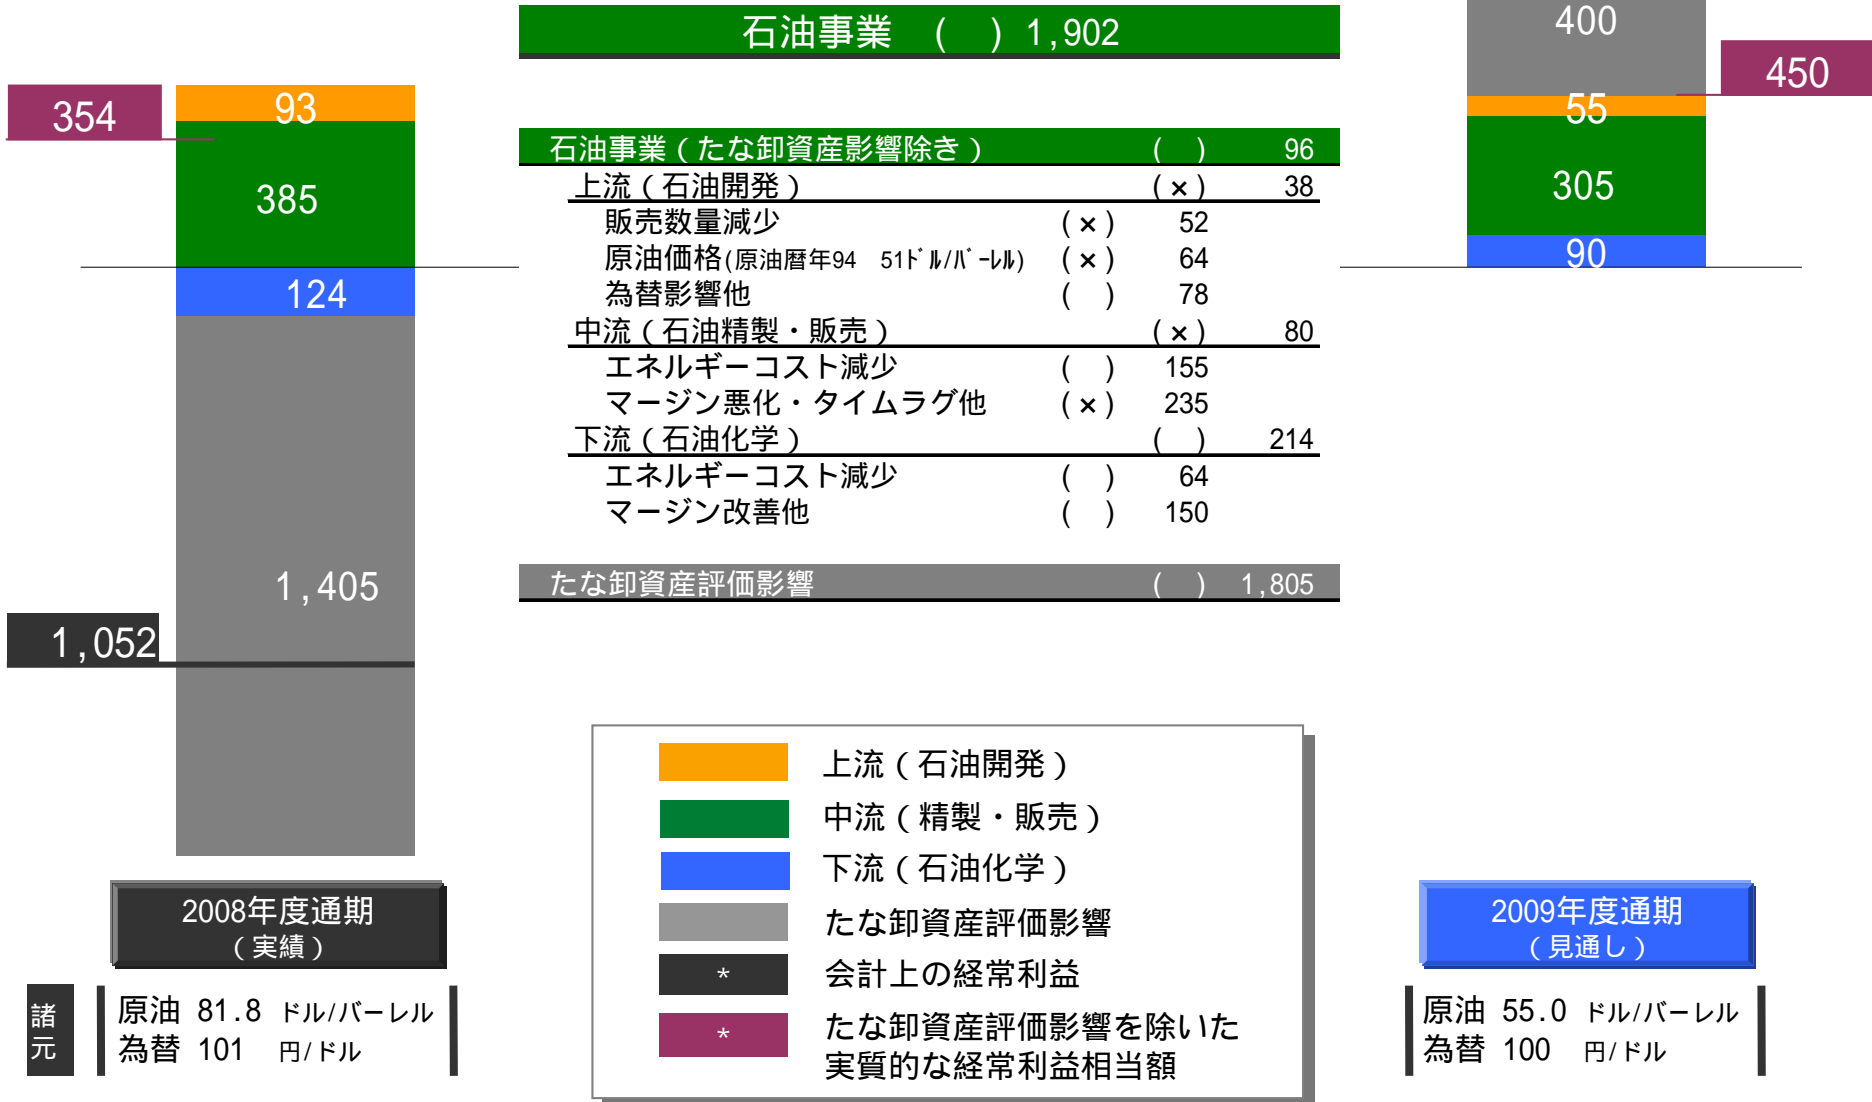 石油事業 ( ) 1,902
400
450
354
93
55
385
305
124
90
1,405
1,052
石油事業(たな卸資産影響除き) ( ) 96
上流(石油開発) (×) 38
販売数量減少 (×) 52
原油価格(原油暦年94 51ドル/バーレル) (×) 64
為替影響他 ( ) 78
中流(石油精製・販売) (×) 80
エネルギーコスト減少 ( ) 155
マージン悪化・タイムラグ他 (×) 235
下流(石油化学) ( ) 214
エネルギーコスト減少 ( ) 64
マージン改善他 ( ) 150
たな卸資産評価影響 ( ) 1,805
上流(石油開発)
中流(精製・販売)
下流(石油化学)
たな卸資産評価影響
* 会計上の経常利益
* たな卸資産評価影響を除いた
実質的な経常利益相当額
2008年度通期
(実績)
諸元
原油 81.8 ドル/バーレル
為替 101 円/ドル
2009年度通期
(見通し)
原油 55.0 ドル/バーレル
為替 100 円/ドル